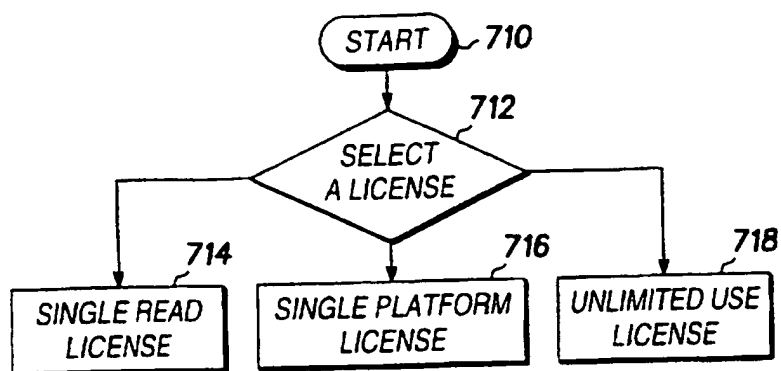 START
710
712
SELECT
A LICENSE
714
716
718
SINGLE READ
LICENSE
SINGLE PLATFORM
LICENSE
UNLIMITED USE
LICENSE